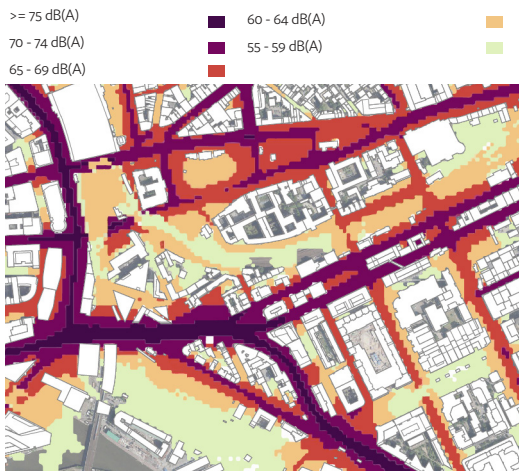 >= 75 dB(A)
70 - 74 dB(A)
65 - 69 dB(A)
60 - 64 dB(A)
55 - 59 dB(A)